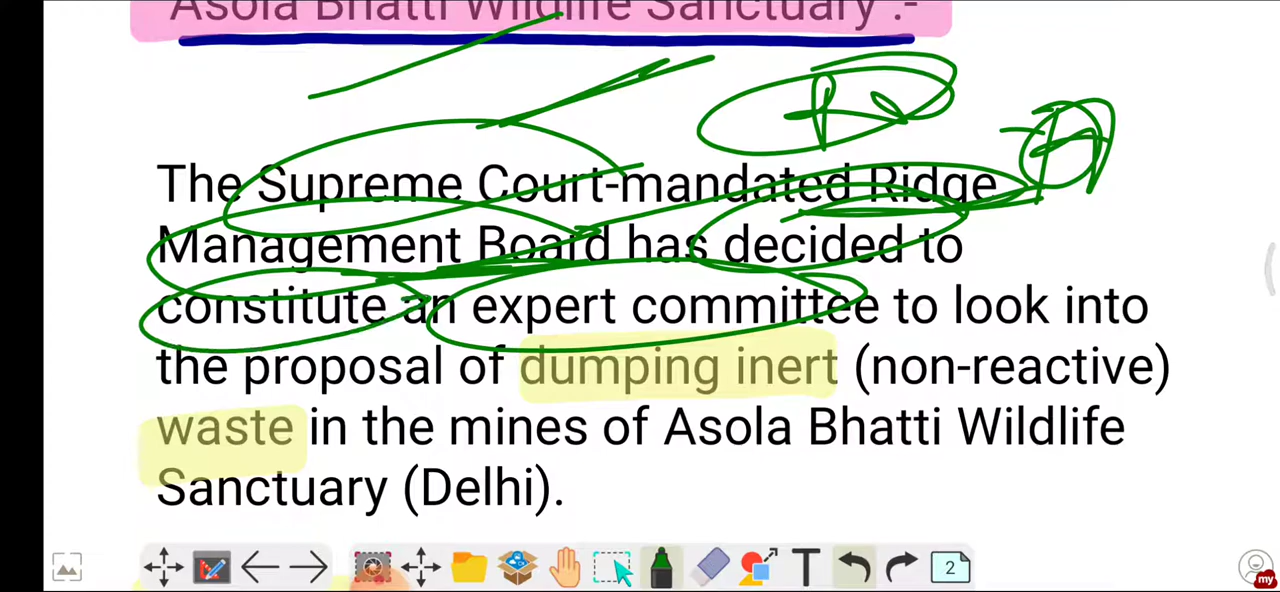 Asola Bhatti Wildlife Sanctuary :-
The Supreme Court-mandated Ridge
Management Board has decided to
constitute an expert committee to look into
the proposal of dumping inert (non-reactive)
waste in the mines of Asola Bhatti Wildlife
Sanctuary (Delhi).
T
2
my